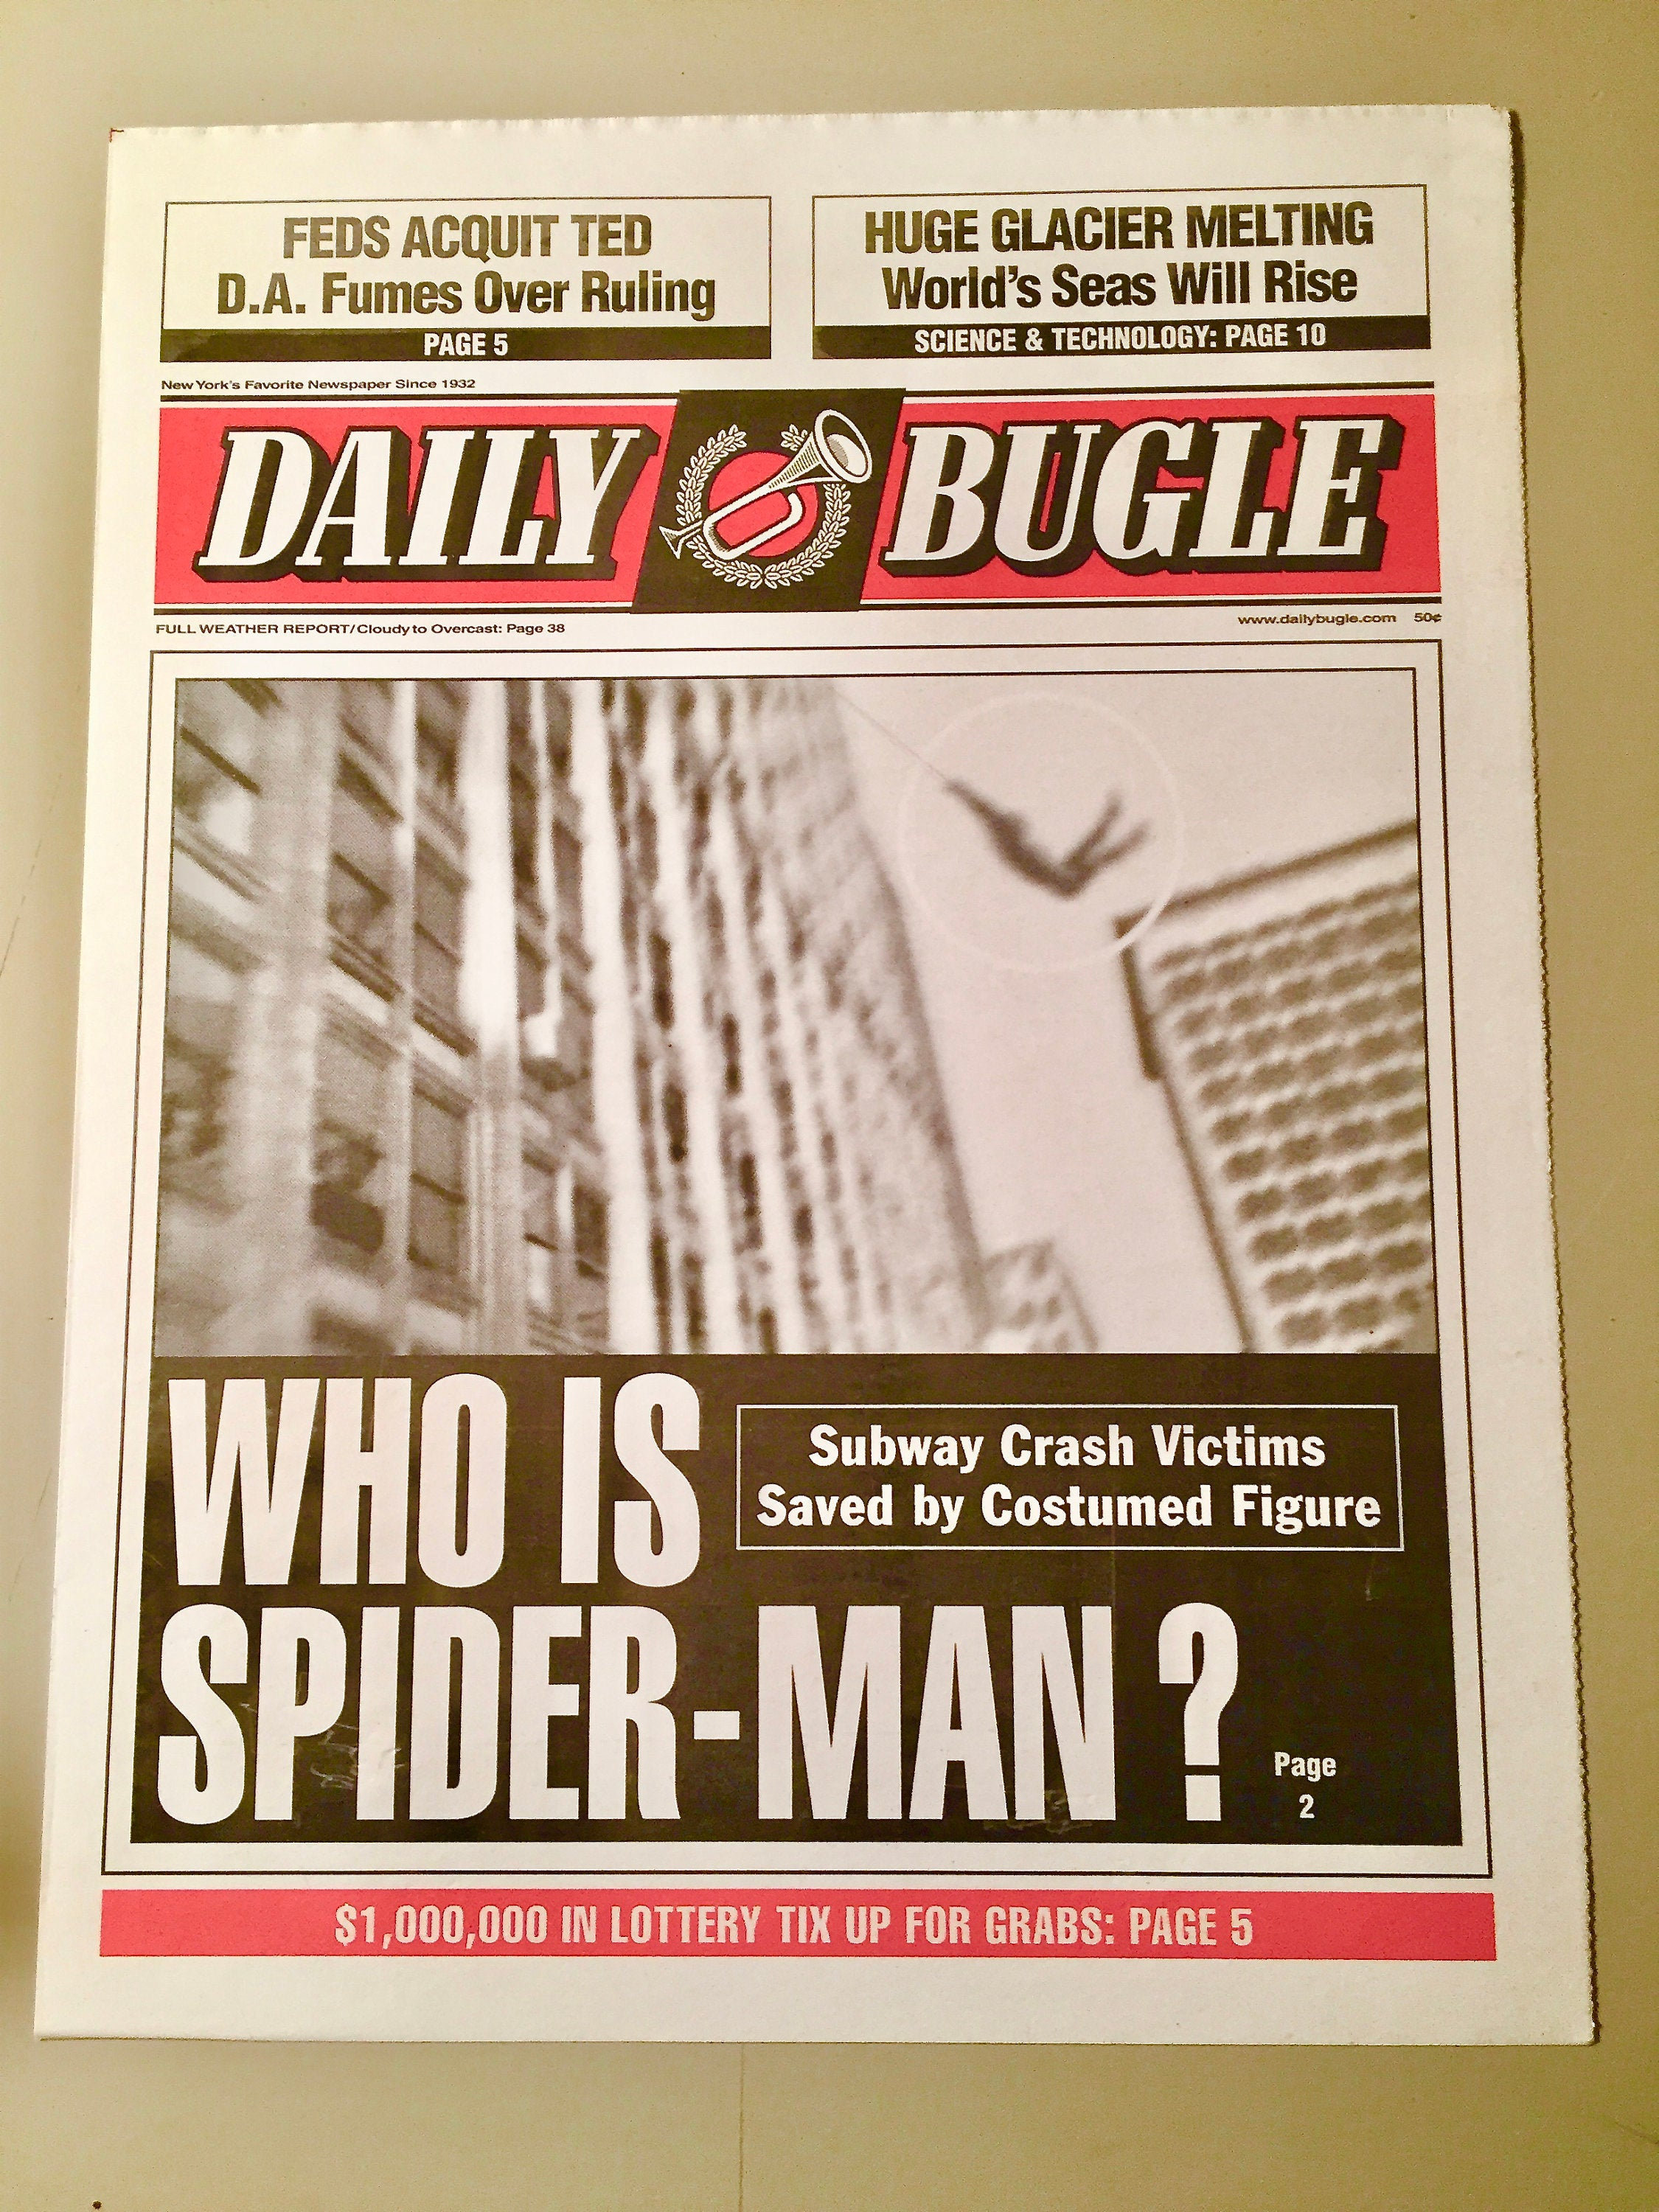 FEDS ACQUIT TED
D.A. Fumes Over Ruling
PAGE 5
HUGE GLACIER MELTING
World's Seas Will Rise
SCIENCE & TECHNOLOGY: PAGE 10
New York's Favorite Newspaper Since 1932
DAILY BUGLE
FULL WEATHER REPORT/Cloudy to Overcast: Page 38
www.dailybugle.com 50¢
WHO IS
Subway Crash Victims
Saved by Costumed Figure
SPIDER-MAN ?
Page
2
$1,000,000 IN LOTTERY TIX UP FOR GRABS: PAGE 5